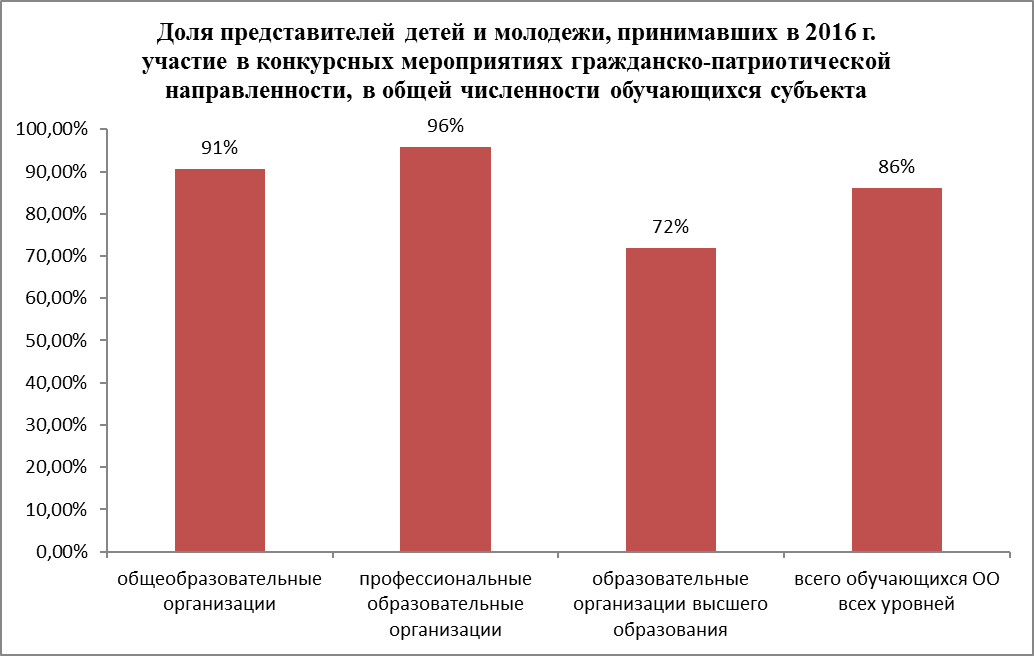 Доля представителей детей и молодежи, принимавших в 2016 г.
участие в конкурсных мероприятиях гражданско-патриотической
направленности, в общей численности обучающихся субъекта
100,00%
90,00%
80,00%
70,00%
60,00%
50,00%
40,00%
30,00%
20,00%
10,00%
0,00%
91%
96%
72%
86%
общеобразовательные
организации
профессиональные
образовательные
организации
образовательные
организации высшего
образования
всего обучающихся ОО
всех уровней